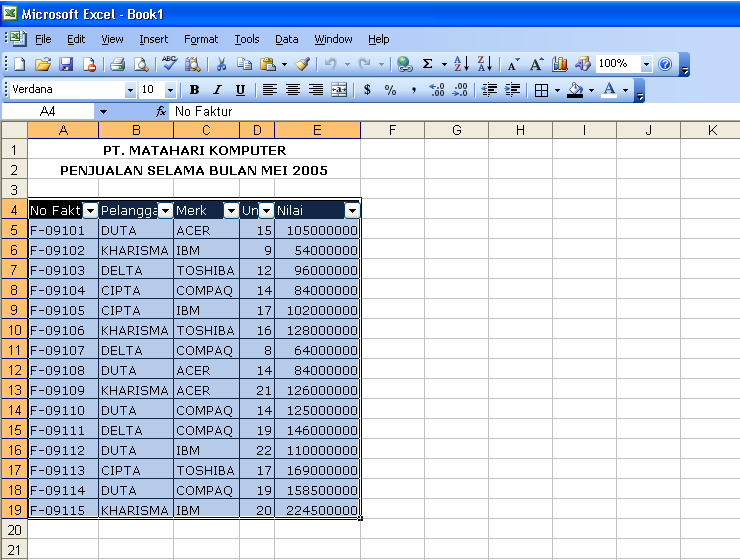 Microsoft Excel - Book1
File Edit View Insert Format Tools Data Window Help
Σ 100%
Verdana 10 B I U $ % ,
A4 fx No Faktur
A B C D E F G H I J K
1 PT. MATAHARI KOMPUTER
2 PENJUALAN SELAMA BULAN MEI 2005
3
4 No Fakt Pelangga Merk Un Nilai
5 F-09101 DUTA ACER 15 105000000
6 F-09102 KHARISMA IBM 9 54000000
7 F-09103 DELTA TOSHIBA 12 96000000
8 F-09104 CIPTA COMPAQ 14 84000000
9 F-09105 CIPTA IBM 17 102000000
10 F-09106 KHARISMA TOSHIBA 16 128000000
11 F-09107 DELTA COMPAQ 8 64000000
12 F-09108 DUTA ACER 14 84000000
13 F-09109 KHARISMA ACER 21 126000000
14 F-09110 DUTA COMPAQ 14 125000000
15 F-09111 DELTA COMPAQ 19 146000000
16 F-09112 DUTA IBM 22 110000000
17 F-09113 CIPTA TOSHIBA 17 169000000
18 F-09114 DUTA COMPAQ 19 158500000
19 F-09115 KHARISMA IBM 20 224500000
20
21